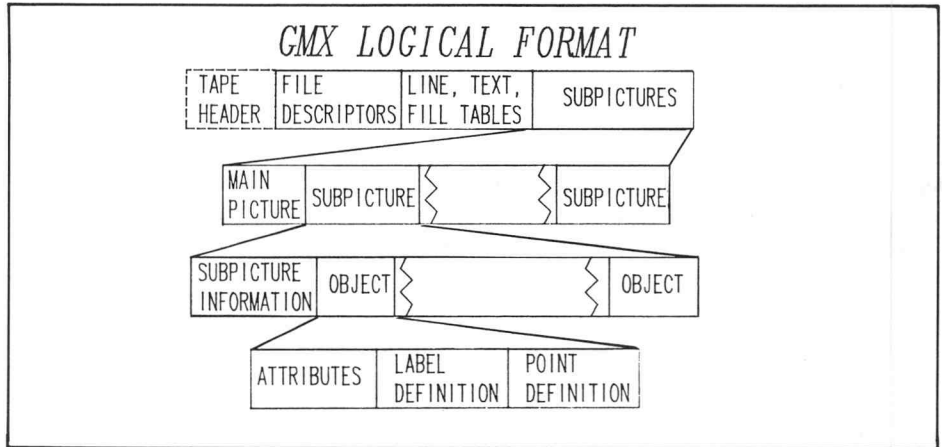 GMX LOGICAL FORMAT
TAPE
HEADER
FILE
DESCRIPTORS
LINE, TEXT,
FILL TABLES
SUBPICTURES
MAIN
PICTURE
SUBPICTURE
SUBPICTURE
SUBPICTURE
INFORMATION
OBJECT
OBJECT
ATTRIBUTES
LABEL
DEFINITION
POINT
DEFINITION